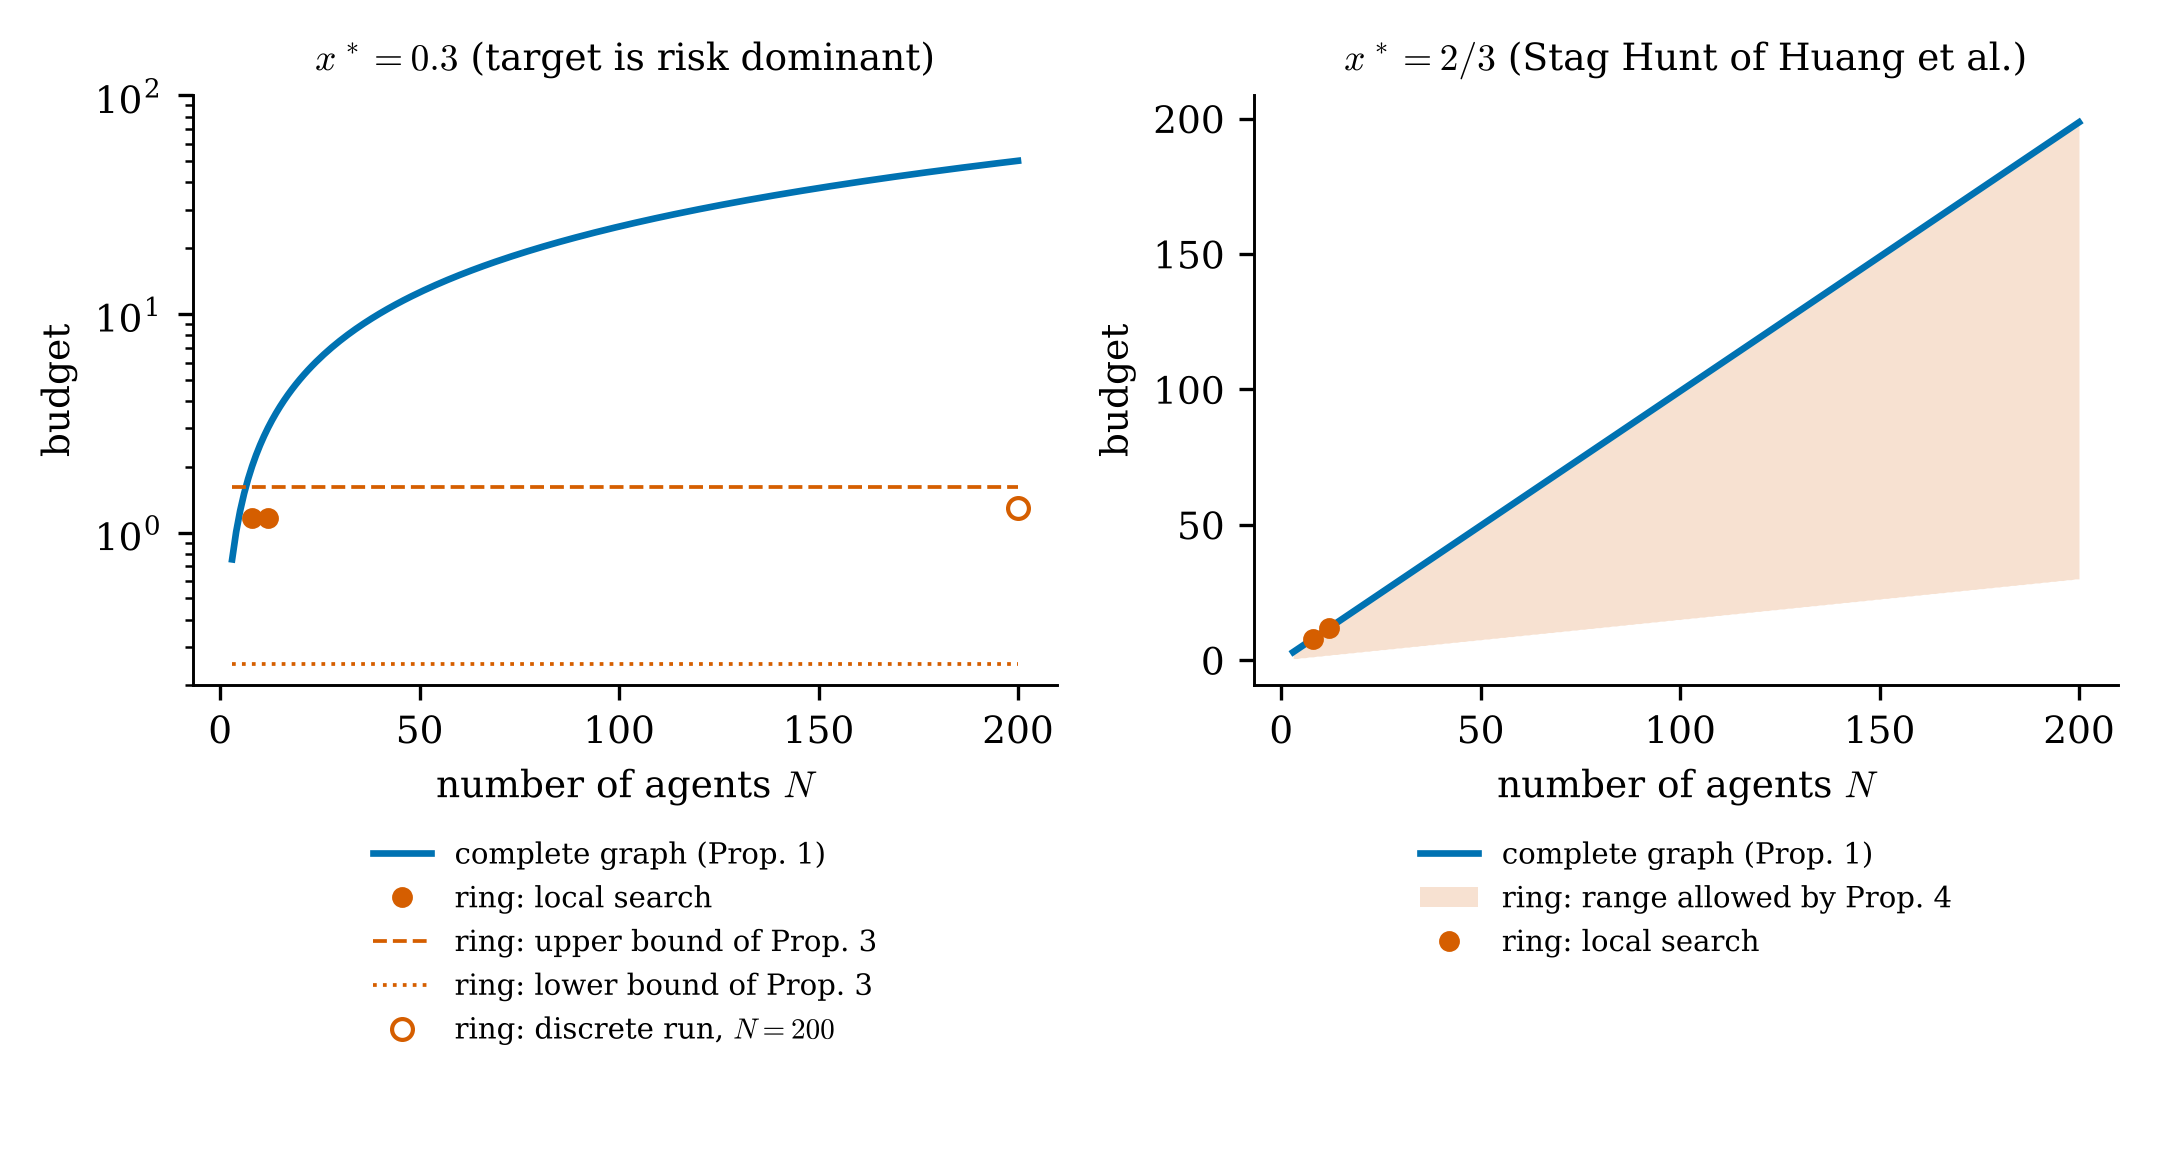 x* = 0.3 (target is risk dominant)
10²
10¹
10⁰
budget
0 50 100 150 200
number of agents N
complete graph (Prop. 1)
ring: local search
ring: upper bound of Prop. 3
ring: lower bound of Prop. 3
ring: discrete run, N = 200
x* = 2/3 (Stag Hunt of Huang et al.)
200
150
100
50
0
budget
0 50 100 150 200
number of agents N
complete graph (Prop. 1)
ring: range allowed by Prop. 4
ring: local search